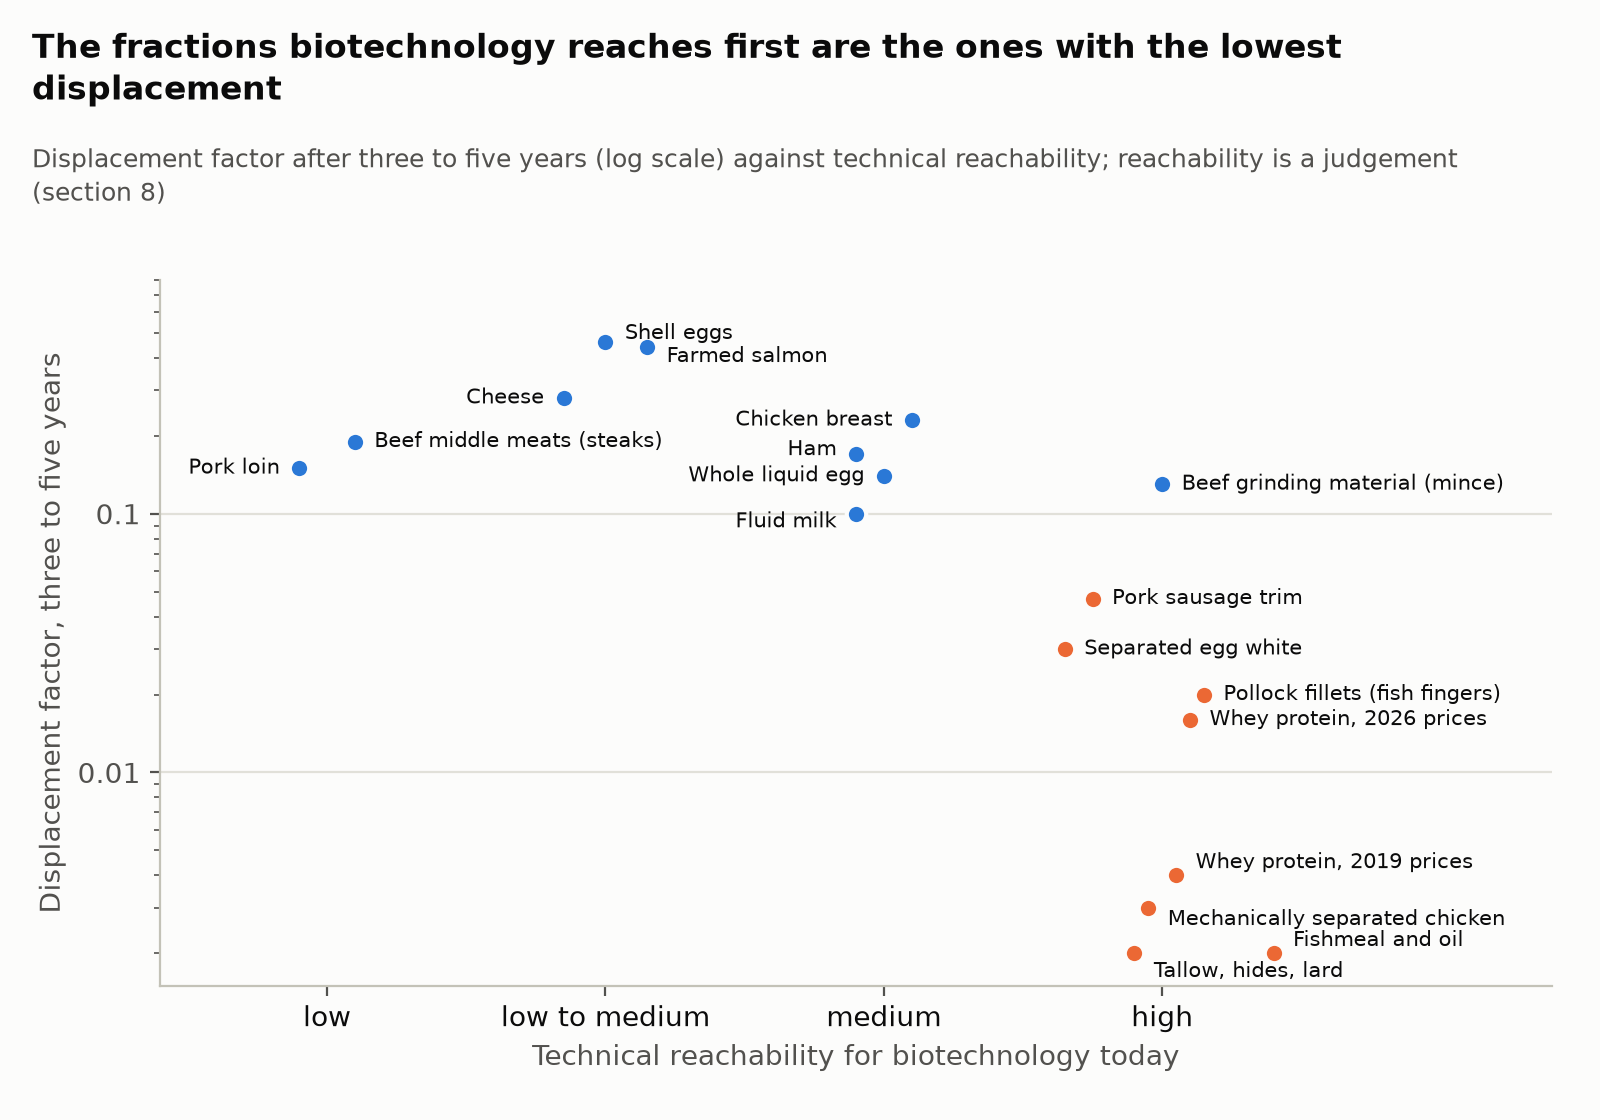 The fractions biotechnology reaches first are the ones with the lowest
displacement
Displacement factor after three to five years (log scale) against technical reachability; reachability is a judgement
(section 8)
Displacement factor, three to five years
Shell eggs
Farmed salmon
Cheese
Chicken breast
Beef middle meats (steaks)
Ham
Pork loin
Whole liquid egg
Beef grinding material (mince)
0.1
Fluid milk
Pork sausage trim
Separated egg white
Pollock fillets (fish fingers)
Whey protein, 2026 prices
0.01
Whey protein, 2019 prices
Mechanically separated chicken
Fishmeal and oil
Tallow, hides, lard
low
low to medium
medium
high
Technical reachability for biotechnology today